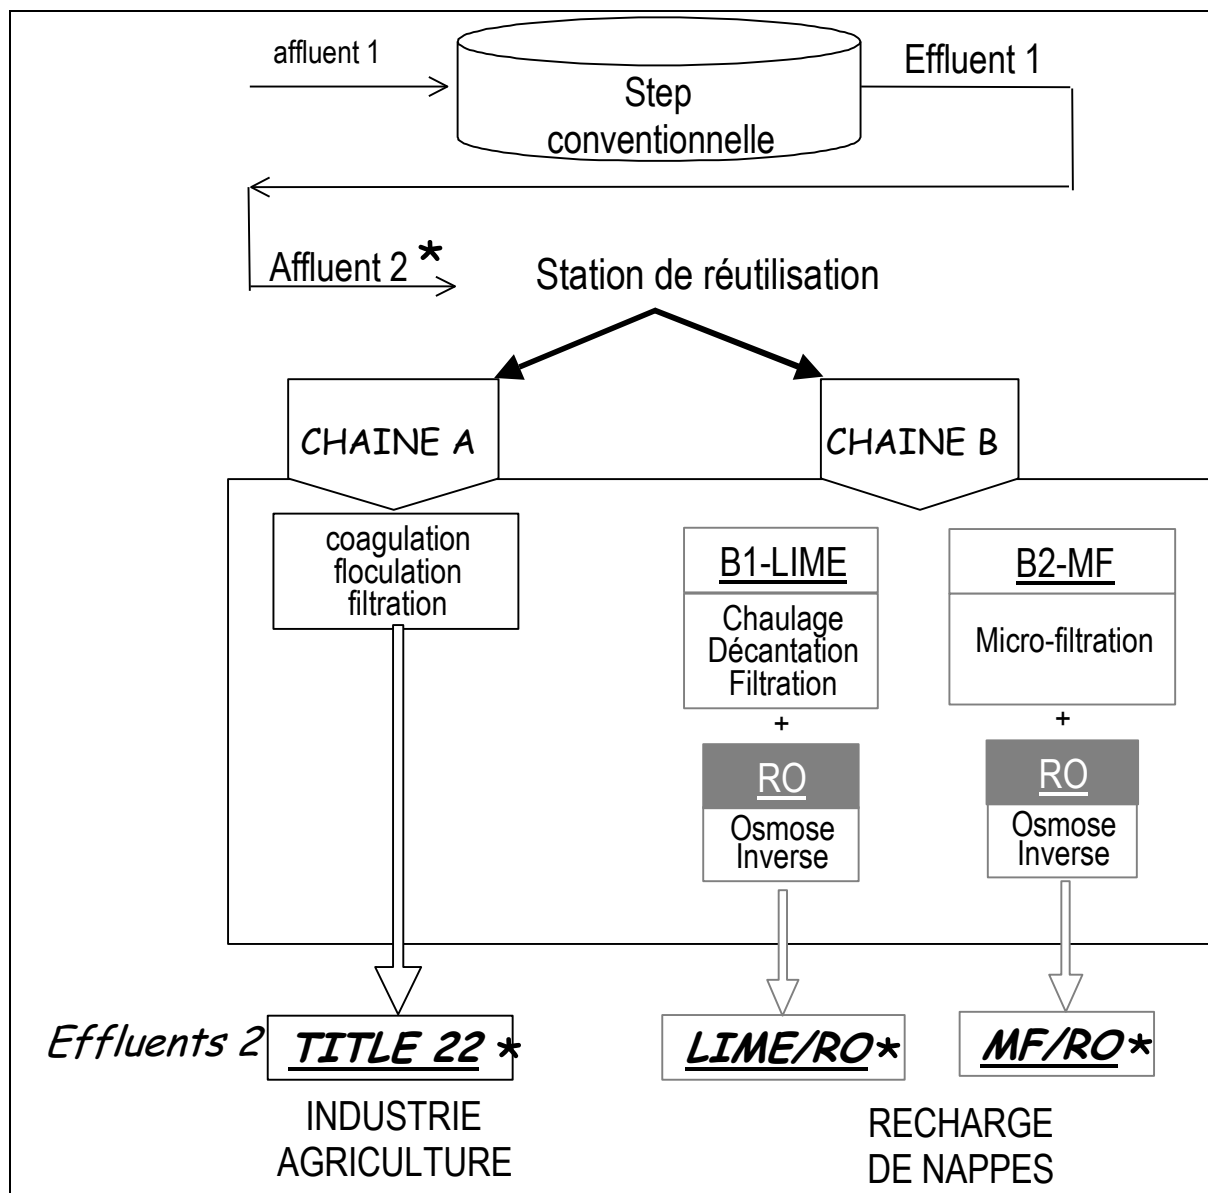 affluent 1
Effluent 1
Step
conventionnelle
Affluent 2 *
Station de réutilisation
CHAINE A
CHAINE B
coagulation
floculation
filtration
B1-LIME
Chaulage
Décantation
Filtration
+
RO
Osmose
Inverse
B2-MF
Micro-filtration
+
RO
Osmose
Inverse
Effluents 2
TITLE 22 *
LIME/RO *
MF/RO *
INDUSTRIE
AGRICULTURE
RECHARGE
DE NAPPES